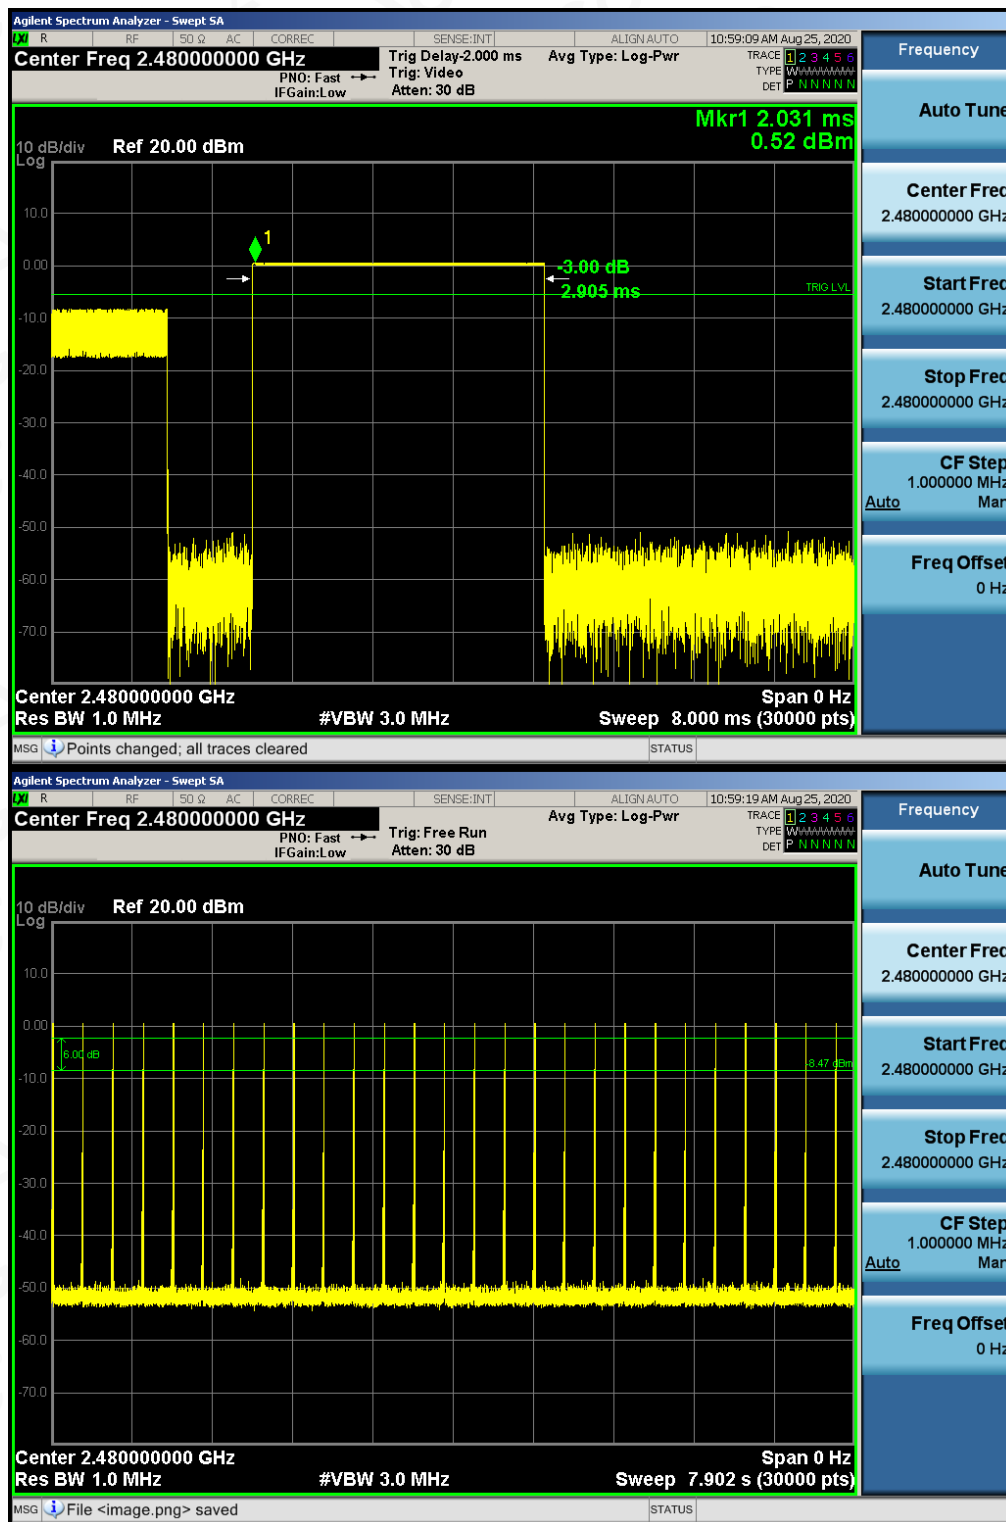 Agilent Spectrum Analyzer - Swept SA
LXI R RF 50 Ω AC CORREC SENSE:INT ALIGN AUTO 10:59:09 AM Aug 25, 2020
Center Freq 2.480000000 GHz
Trig Delay-2.000 ms Avg Type: Log-Pwr TRACE 1 2 3 4 5 6
PNO: Fast Trig: Video TYPE W
IFGain:Low Atten: 30 dB DET P N N N N N
Mkr1 2.031 ms
0.52 dBm
10 dB/div Ref 20.00 dBm
Log
10.0
0.00
-10.0
-20.0
-30.0
-40.0
-50.0
-60.0
-70.0
1
-3.00 dB
2.905 ms
TRIG LVL
Center 2.480000000 GHz Span 0 Hz
Res BW 1.0 MHz #VBW 3.0 MHz Sweep 8.000 ms (30000 pts)
MSG Points changed; all traces cleared STATUS
Frequency
Auto Tune
Center Freq
2.480000000 GHz
Start Freq
2.480000000 GHz
Stop Freq
2.480000000 GHz
CF Step
1.000000 MHz
Auto Man
Freq Offset
0 Hz
Agilent Spectrum Analyzer - Swept SA
LXI R RF 50 Ω AC CORREC SENSE:INT ALIGN AUTO 10:59:19 AM Aug 25, 2020
Center Freq 2.480000000 GHz
Avg Type: Log-Pwr TRACE 1 2 3 4 5 6
PNO: Fast Trig: Free Run TYPE W
IFGain:Low Atten: 30 dB DET P N N N N N
10 dB/div Ref 20.00 dBm
Log
10.0
0.00
-10.0
-20.0
-30.0
-40.0
-50.0
-60.0
-70.0
6.00 dB
-8.47 dBm
Center 2.480000000 GHz Span 0 Hz
Res BW 1.0 MHz #VBW 3.0 MHz Sweep 7.902 s (30000 pts)
MSG File <image.png> saved STATUS
Frequency
Auto Tune
Center Freq
2.480000000 GHz
Start Freq
2.480000000 GHz
Stop Freq
2.480000000 GHz
CF Step
1.000000 MHz
Auto Man
Freq Offset
0 Hz